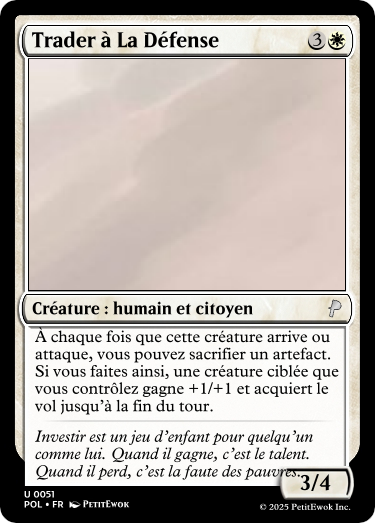 Trader à La Défense 3
Créature : humain et citoyen
À chaque fois que cette créature arrive ou
attaque, vous pouvez sacrifier un artefact.
Si vous faites ainsi, une créature ciblée que
vous contrôlez gagne +1/+1 et acquiert le
vol jusqu'à la fin du tour.
Investir est un jeu d'enfant pour quelqu'un
comme lui. Quand il gagne, c'est le talent.
Quand il perd, c'est la faute des pauvres...
3/4
U 0051
POL • FR PetitEwok
© 2025 PetitEwok Inc.